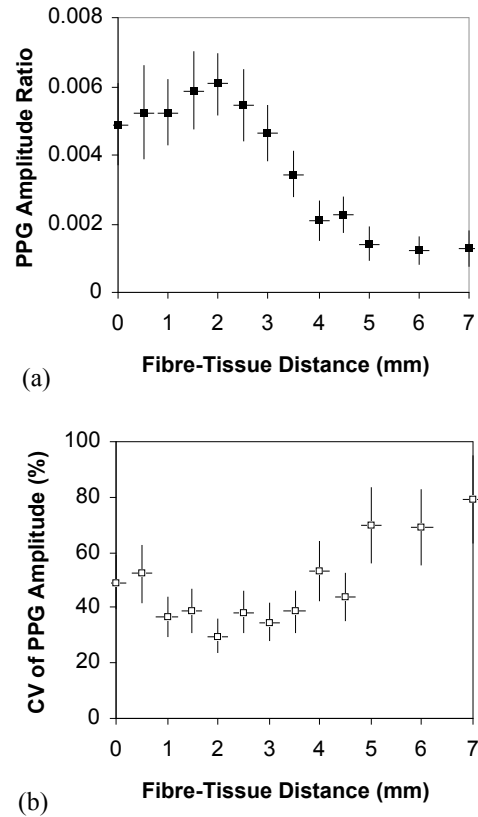 0.008
0.006
0.004
0.002
0
PPG Amplitude Ratio
0 1 2 3 4 5 6 7
Fibre-Tissue Distance (mm)
(a)
100
80
60
40
20
0
CV of PPG Amplitude (%)
0 1 2 3 4 5 6 7
Fibre-Tissue Distance (mm)
(b)